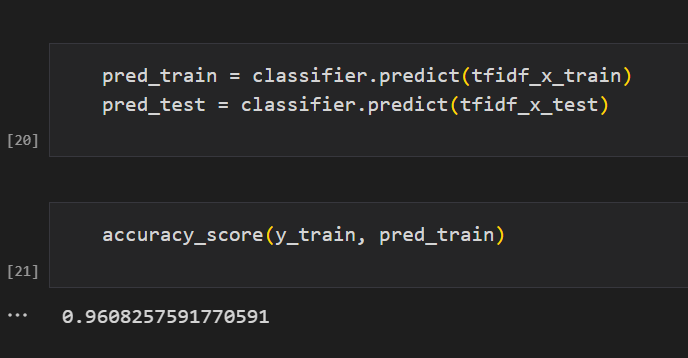 pred_train = classifier.predict(tfidf_x_train)
pred_test = classifier.predict(tfidf_x_test)
[20]
accuracy_score(y_train, pred_train)
[21]
··· 0.9608257591770591